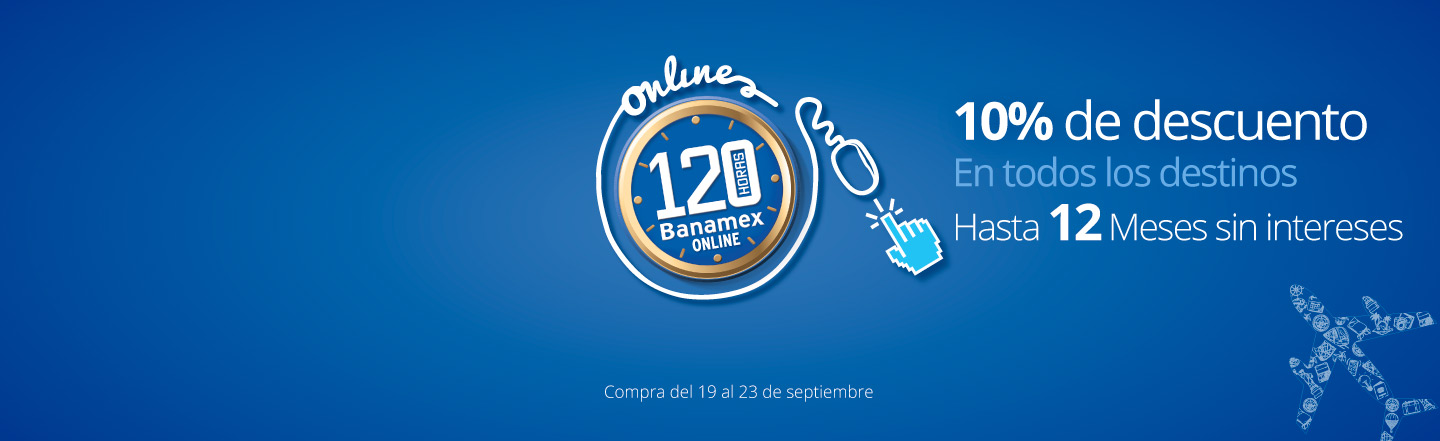 online
120
HORAS
Banamex
ONLINE
10% de descuento
En todos los destinos
Hasta 12 Meses sin intereses
Compra del 19 al 23 de septiembre